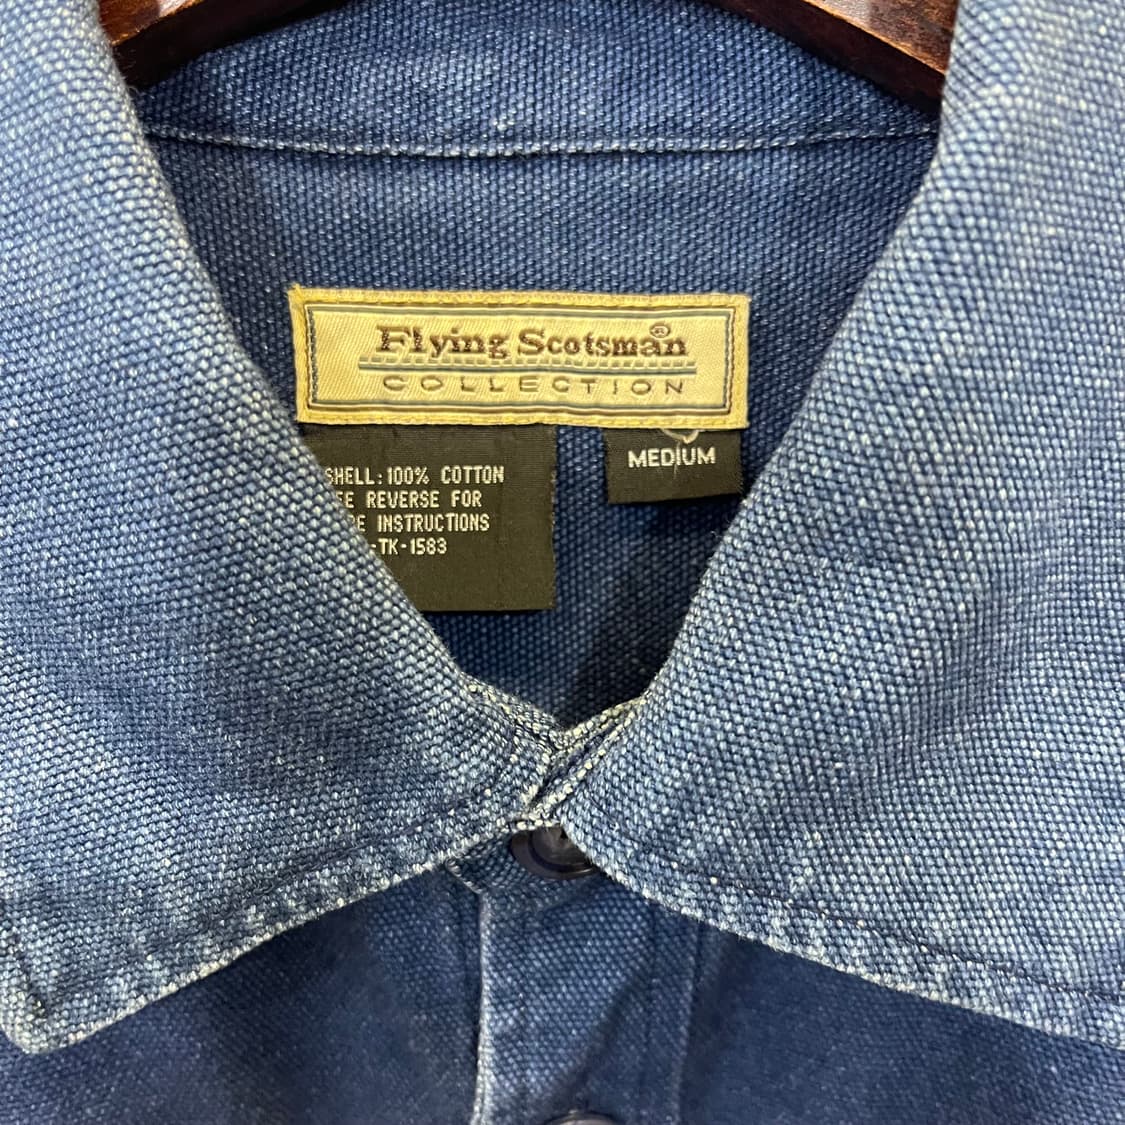 Flying Scotsman®
COLLECTION
MEDIUM
SHELL: 100% COTTON
REVERSE FOR
INSTRUCTIONS
-TK-1583